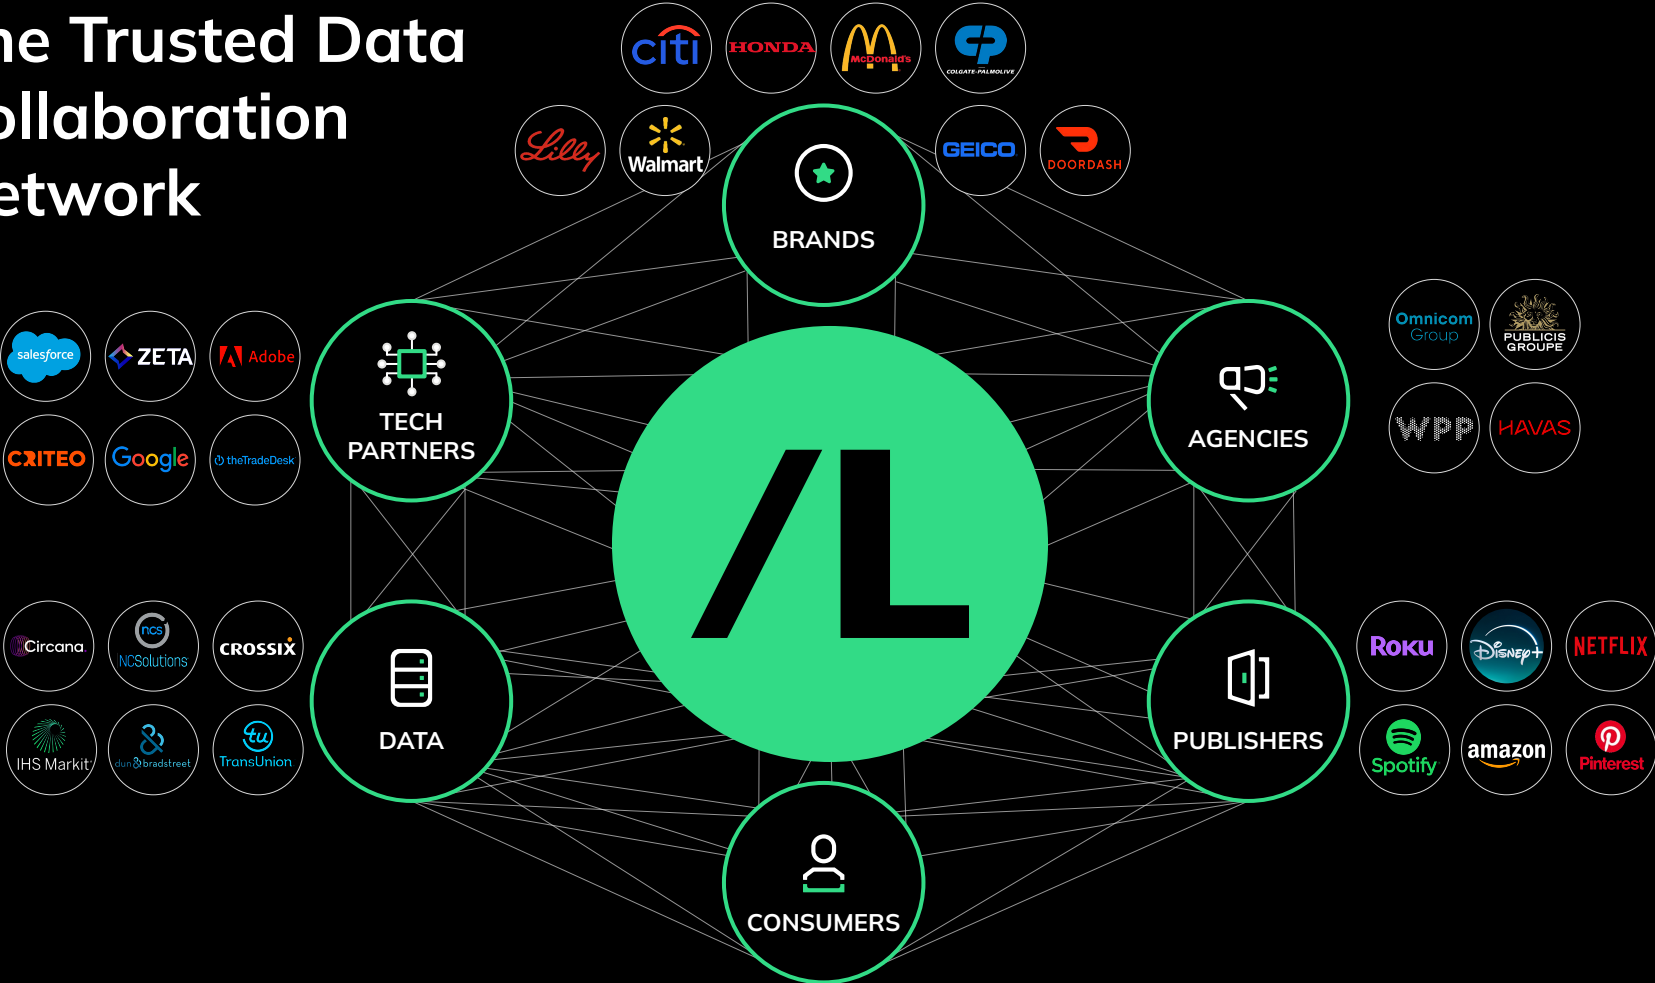 he Trusted Data
ollaboration
etwork
citi
HONDA
McDonald's
CP
COLGATE-PALMOLIVE
Lilly
Walmart
GEICO
DOORDASH
BRANDS
salesforce
ZETA
Adobe
CRITEO
Google
theTradeDesk
TECH
PARTNERS
AGENCIES
Omnicom
Group
PUBLICIS
GROUPE
WPP
HAVAS
/L
Circana
ncs
NCSolutions
CROSSIX
IHS Markit
dun & bradstreet
tu
TransUnion
DATA
PUBLISHERS
ROKU
Disney+
NETFLIX
Spotify
amazon
Pinterest
CONSUMERS